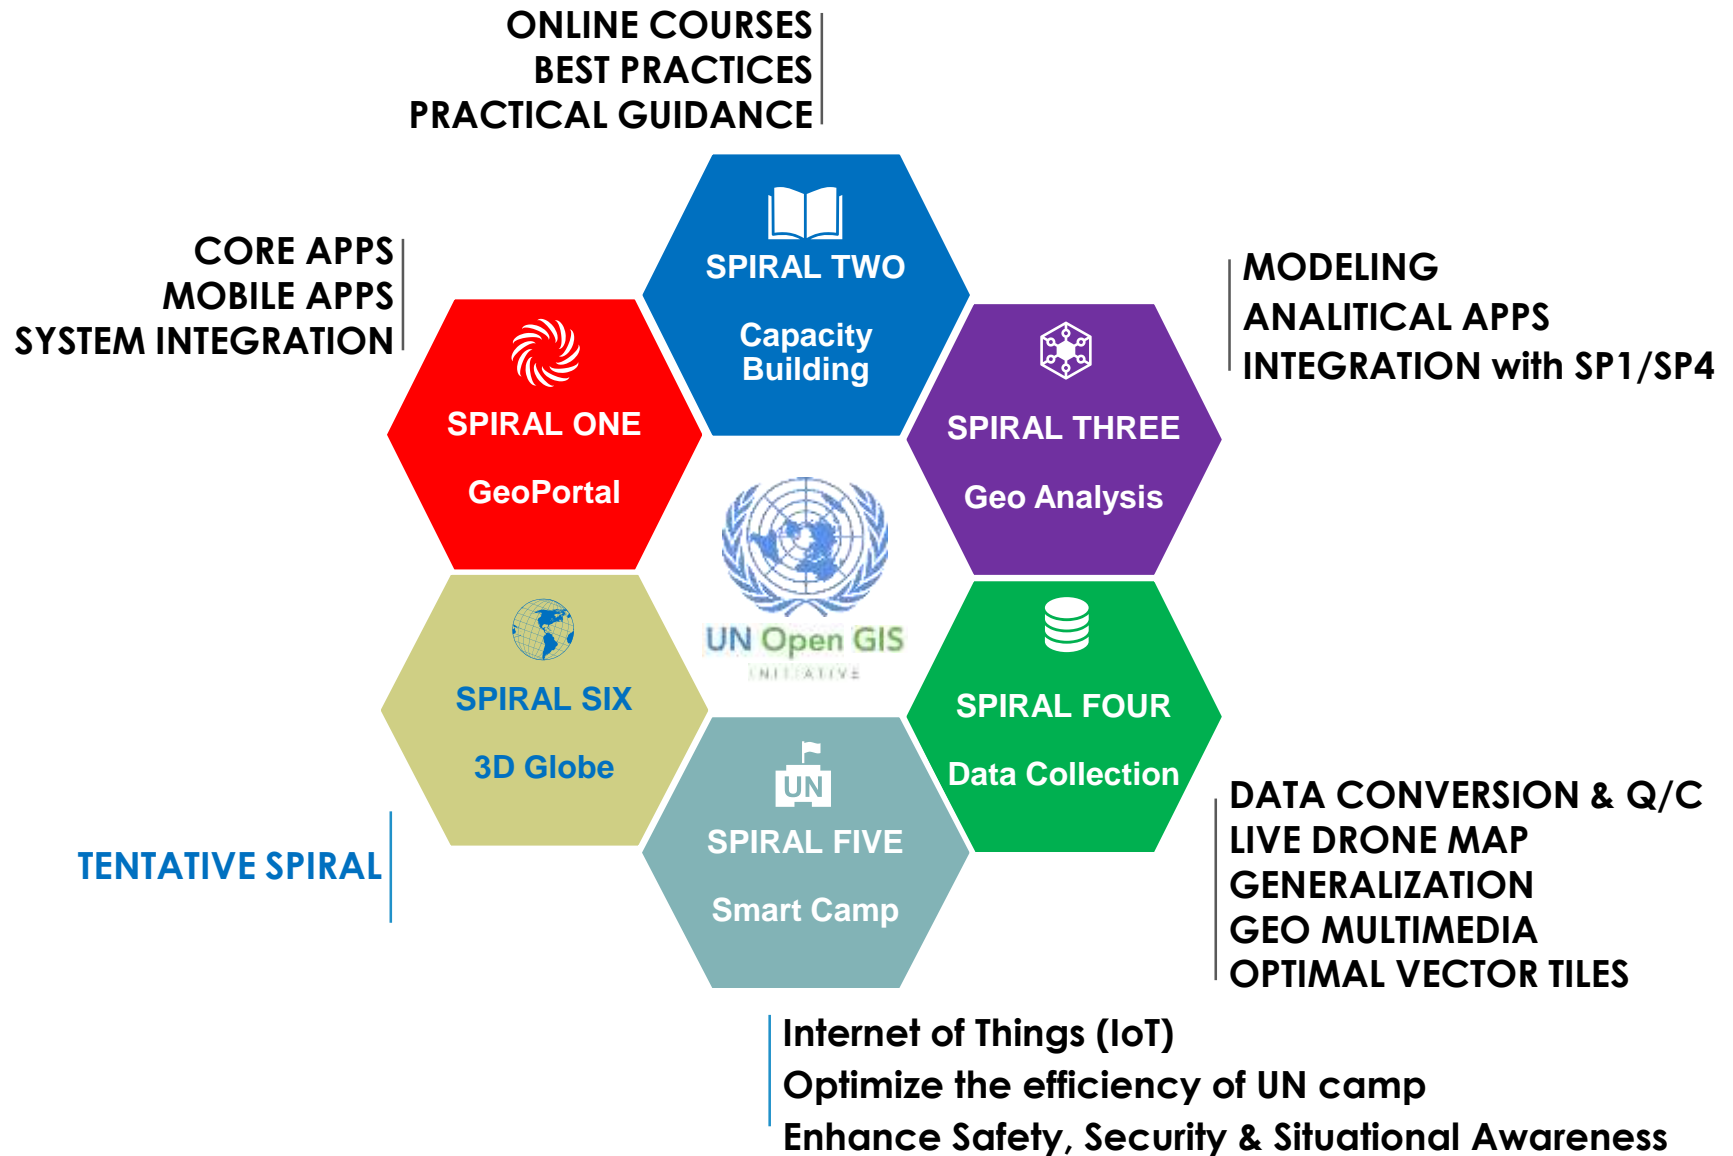 ONLINE COURSES
BEST PRACTICES
PRACTICAL GUIDANCE
CORE APPS
MOBILE APPS
SYSTEM INTEGRATION
SPIRAL TWO
Capacity
Building
MODELING
ANALITICAL APPS
INTEGRATION with SP1/SP4
SPIRAL ONE
GeoPortal
SPIRAL THREE
Geo Analysis
UN Open GIS
INITIATIVE
SPIRAL SIX
3D Globe
SPIRAL FOUR
Data Collection
UN
SPIRAL FIVE
Smart Camp
TENTATIVE SPIRAL
DATA CONVERSION & Q/C
LIVE DRONE MAP
GENERALIZATION
GEO MULTIMEDIA
OPTIMAL VECTOR TILES
Internet of Things (IoT)
Optimize the efficiency of UN camp
Enhance Safety, Security & Situational Awareness